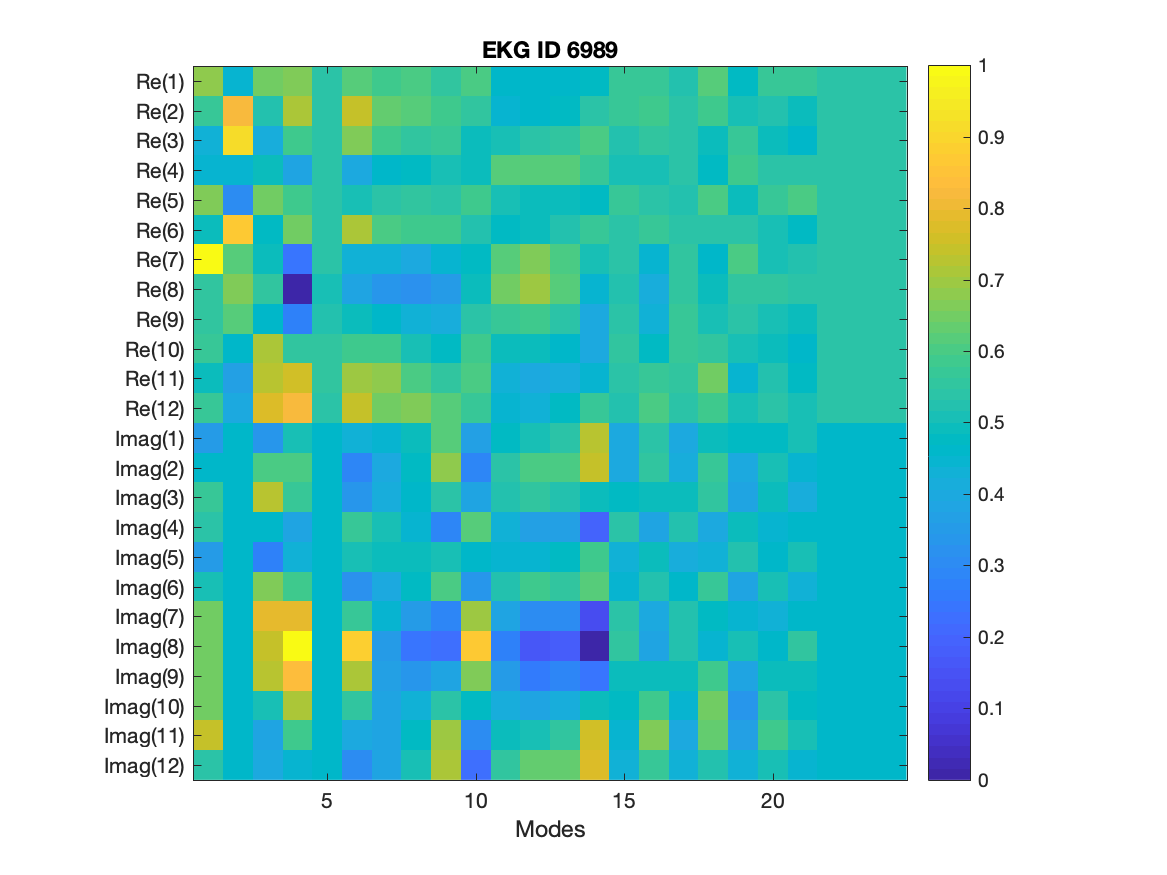 EKG ID 6989
Re(1)
Re(2)
Re(3)
Re(4)
Re(5)
Re(6)
Re(7)
Re(8)
Re(9)
Re(10)
Re(11)
Re(12)
Imag(1)
Imag(2)
Imag(3)
Imag(4)
Imag(5)
Imag(6)
Imag(7)
Imag(8)
Imag(9)
Imag(10)
Imag(11)
Imag(12)
5 10 15 20
Modes
1
0.9
0.8
0.7
0.6
0.5
0.4
0.3
0.2
0.1
0